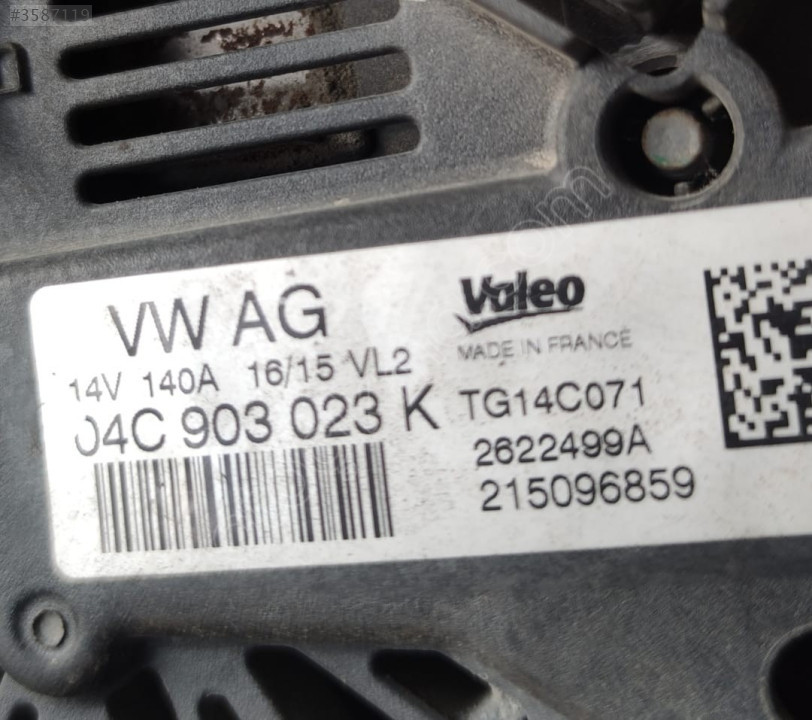 #3587119
VW AG
14V 140A 16/15 VL2
04C 903 023 K
Valeo
MADE IN FRANCE
TG14C071
2622499A
215096859